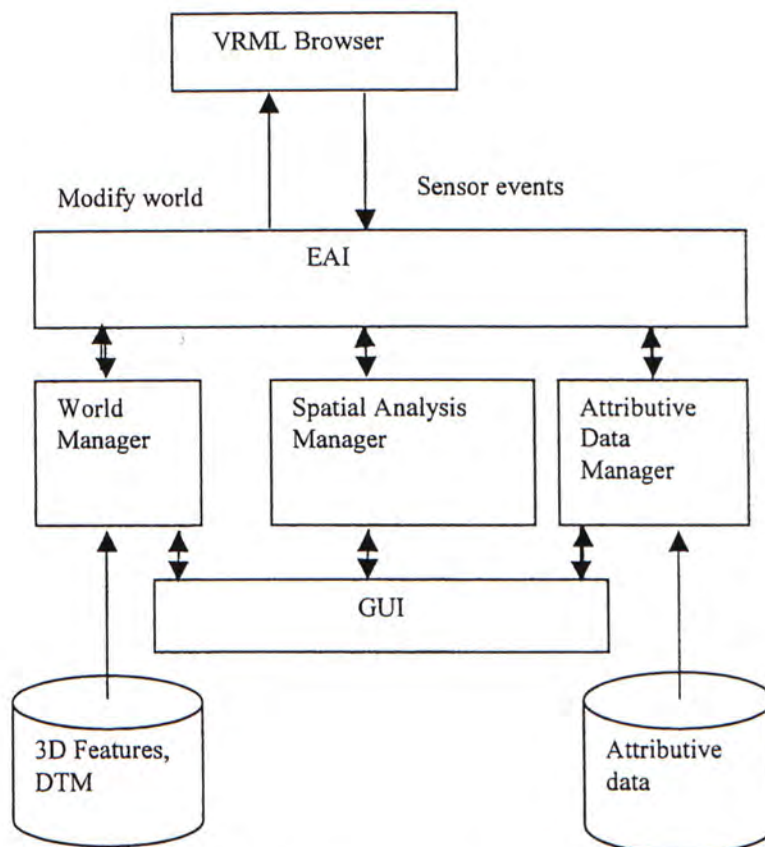 VRML Browser
Modify world
Sensor events
EAI
World
Manager
Spatial Analysis
Manager
Attributive
Data
Manager
GUI
3D Features,
DTM
Attributive
data